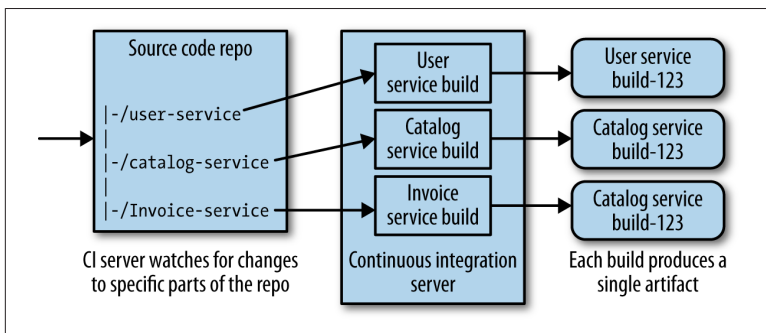 Source code repo
|-/user-service
|
|-/catalog-service
|
|-/Invoice-service
CI server watches for changes
to specific parts of the repo
User
service build
Catalog
service build
Invoice
service build
Continuous integration
server
User service
build-123
Catalog service
build-123
Catalog service
build-123
Each build produces a
single artifact